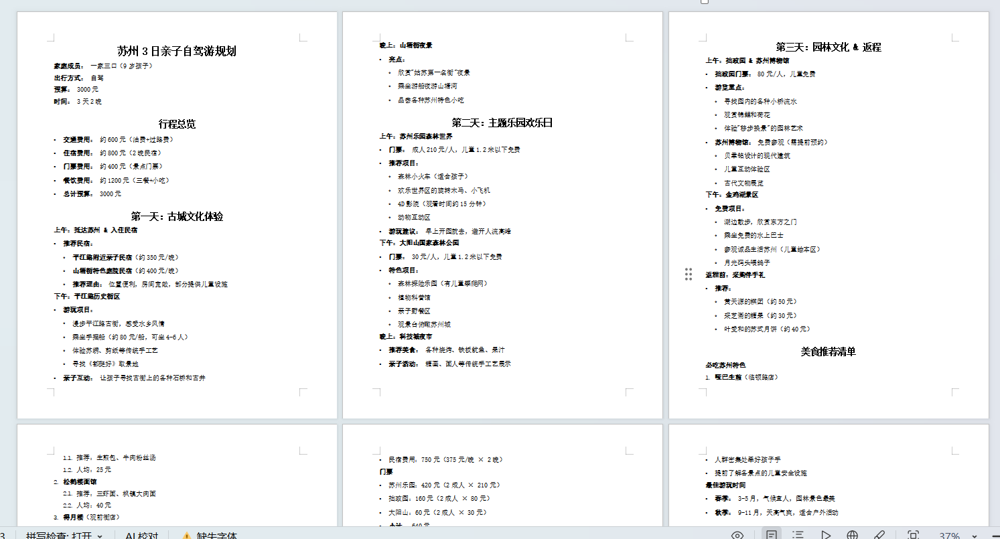 苏州 3 日亲子自驾游规划
家庭成员： 一家三口（9 岁孩子）
出行方式： 自驾
预算： 3000 元
时间： 3 天 2 晚
行程总览
• 交通费用： 约 600 元（油费+过路费）
• 住宿费用： 约 800 元（2 晚民宿）
• 门票费用： 约 400 元（景点门票）
• 餐饮费用： 约 1200 元（三餐+小吃）
• 总计预算： 3000 元
第一天：古城文化体验
上午：抵达苏州 & 入住民宿
• 推荐民宿：
• 平江路附近亲子民宿（约 350 元/晚）
• 山塘街特色庭院民宿（约 400 元/晚）
• 推荐理由： 位置便利，房间宽敞，部分提供儿童设施
下午：平江路历史街区
• 游玩项目：
• 漫步平江路古街，感受水乡风情
• 乘坐手摇船（约 80 元/船，可坐 4-6 人）
• 体验苏绣、剪纸等传统手工艺
• 寻找《都挺好》取景地
• 亲子互动： 让孩子寻找古街上的各种石桥和古井
晚上：山塘街夜景
• 亮点：
• 欣赏"姑苏第一名街"夜景
• 乘坐游船夜游山塘河
• 品尝各种苏州特色小吃
第二天：主题乐园欢乐日
上午：苏州乐园森林世界
• 门票： 成人 210 元/人，儿童 1.2 米以下免费
• 推荐项目：
• 森林小火车（适合孩子）
• 欢乐世界区的旋转木马、小飞机
• 4D 影院（观看时间约 15 分钟）
• 动物互动区
• 游玩建议： 早上开园就去，避开人流高峰
下午：大阳山国家森林公园
• 门票： 30 元/人，儿童 1.2 米以下免费
• 特色项目：
• 森林探险乐园（有儿童攀爬网）
• 植物科普馆
• 亲子野餐区
• 观景台俯瞰苏州城
晚上：科技城夜市
• 推荐美食： 各种烧烤、铁板鱿鱼、果汁
• 亲子活动： 糖画、面人等传统手工艺展示
第三天：园林文化 & 返程
上午：拙政园 & 苏州博物馆
• 拙政园门票： 80 元/人，儿童免费
• 游览重点：
• 寻找园内的各种小桥流水
• 观赏锦鲤和荷花
• 体验"移步换景"的园林艺术
• 苏州博物馆： 免费参观（需提前预约）
• 贝聿铭设计的现代建筑
• 儿童互动体验区
• 古代文物展览
下午：金鸡湖景区
• 免费项目：
• 湖边散步，欣赏东方之门
• 乘坐免费的水上巴士
• 参观诚品生活苏州（儿童绘本区）
• 月光码头喂鸽子
返程前：采购伴手礼
• 推荐：
• 黄天源的糕团（约 50 元）
• 采芝斋的糖果（约 30 元）
• 叶受和的苏式月饼（约 40 元）
美食推荐清单
必吃苏州特色
1. 哑巴生煎（临顿路店）
1.1. 推荐：生煎包、牛肉粉丝汤
1.2. 人均：25 元
2. 松鹤楼面馆
2.1. 推荐：三虾面、枫镇大肉面
2.2. 人均：40 元
3. 得月楼（观前街店）
• 民宿费用：750 元（375 元/晚 × 2 晚）
门票
• 苏州乐园：420 元（2 成人 × 210 元）
• 拙政园：160 元（2 成人 × 80 元）
• 大阳山：60 元（2 成人 × 30 元）
• 小计： 640 元
• 人群密集处牵好孩子手
• 提前了解各景点的儿童安全设施
最佳游玩时间
• 春季： 3-5 月，气候宜人，园林景色最美
• 秋季： 9-11 月，天高气爽，适合户外活动
3 拼写检查: 打开 AI 校对 缺失字体 37%